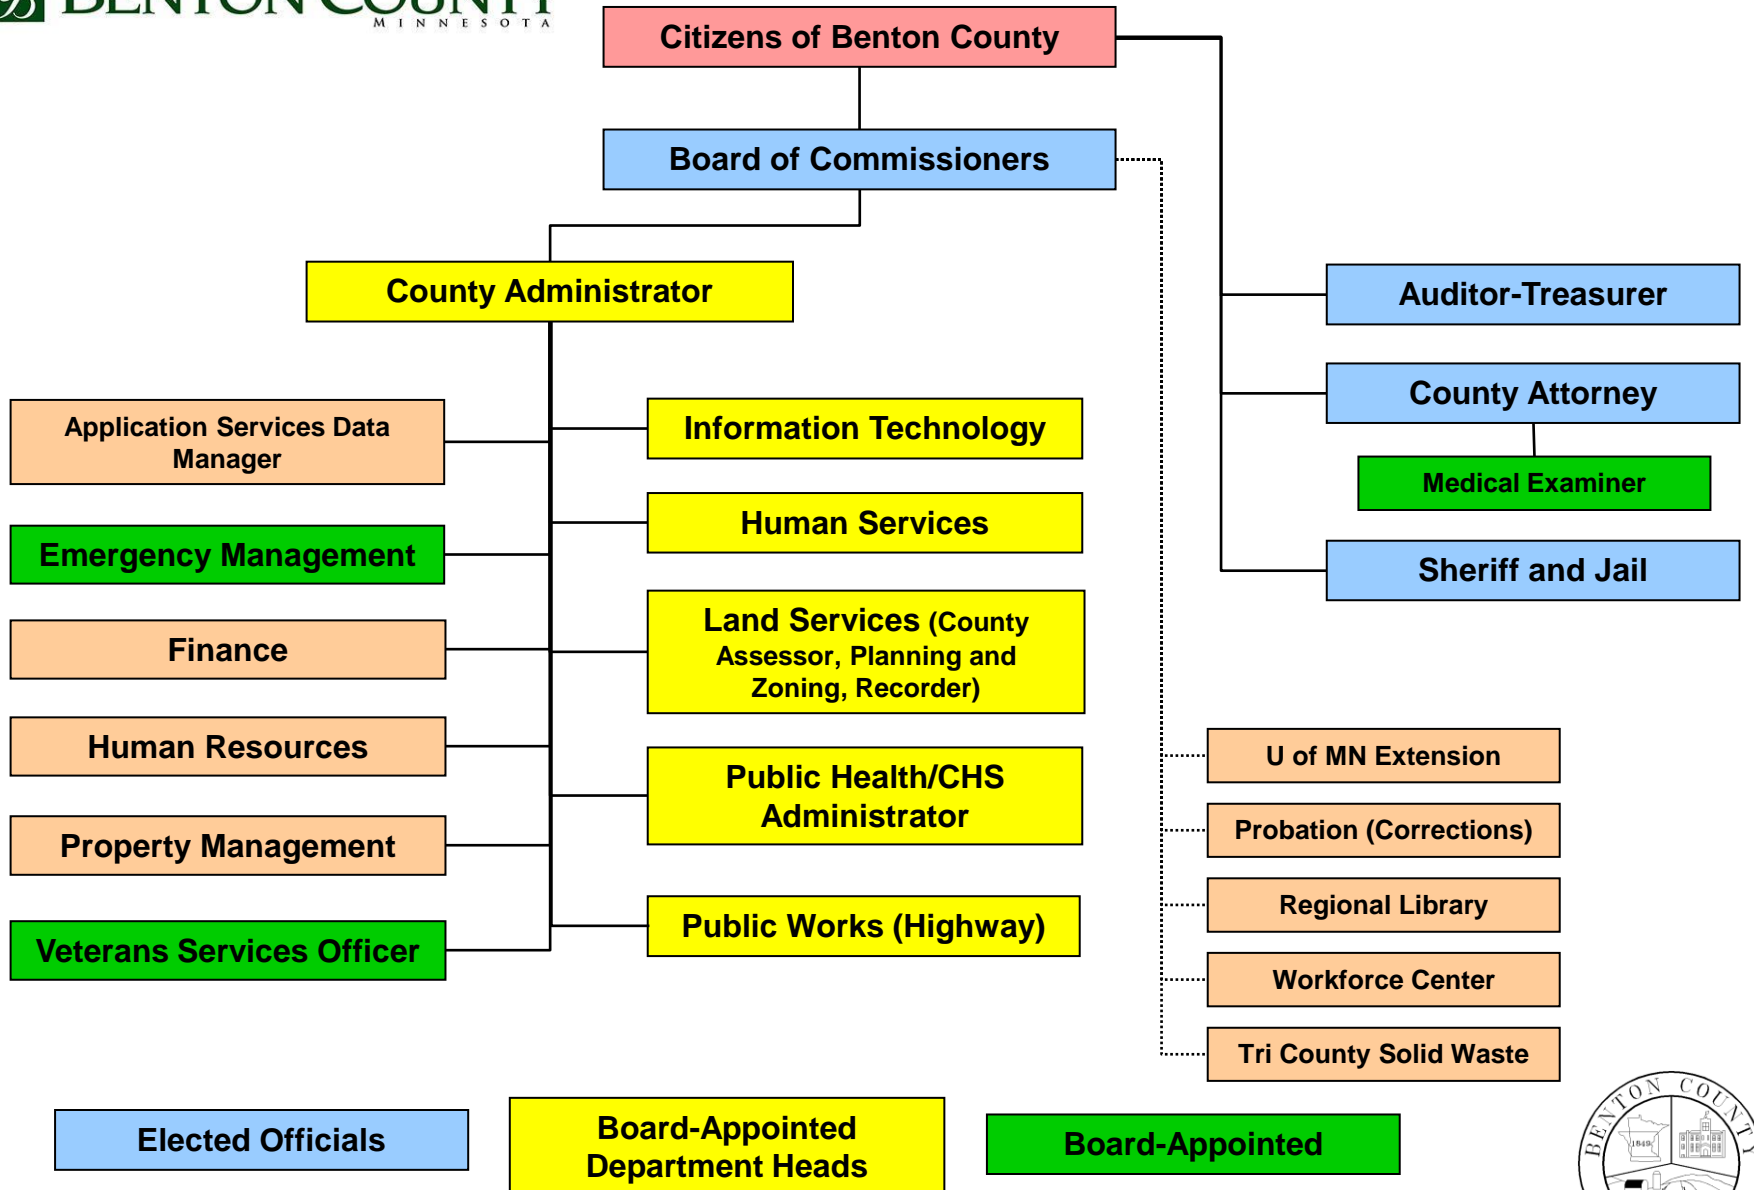 BENTON COUNTY
MINNESOTA
Citizens of Benton County
Board of Commissioners
County Administrator
Auditor-Treasurer
County Attorney
Medical Examiner
Sheriff and Jail
Application Services Data
Manager
Emergency Management
Finance
Human Resources
Property Management
Veterans Services Officer
Information Technology
Human Services
Land Services (County
Assessor, Planning and
Zoning, Recorder)
Public Health/CHS
Administrator
Public Works (Highway)
U of MN Extension
Probation (Corrections)
Regional Library
Workforce Center
Tri County Solid Waste
Elected Officials
Board-Appointed
Department Heads
Board-Appointed
BENTON COUNTY
1849